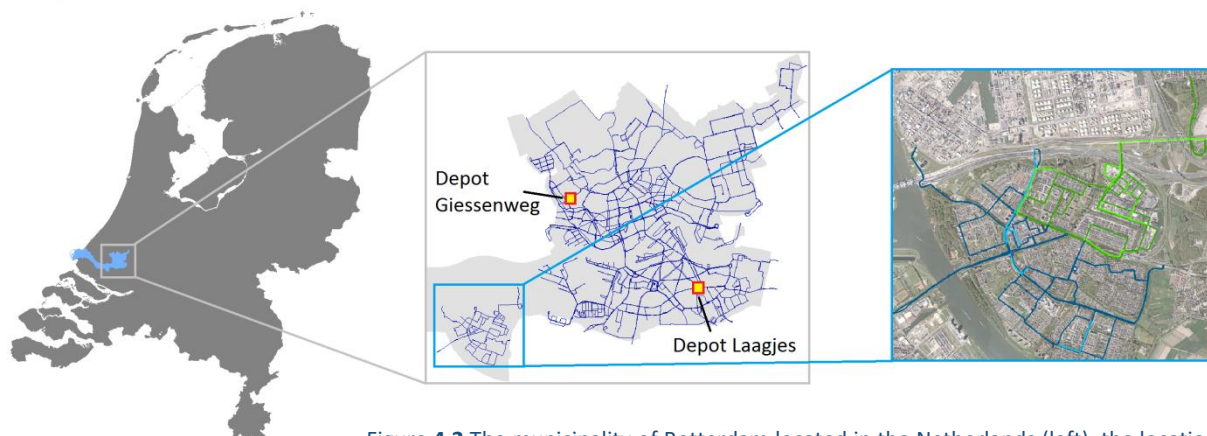 Depot
Giessenweg
Depot Laagjes
Figure 4.2 The municipality of Rotterdam located in the Netherlands (left), the locatio